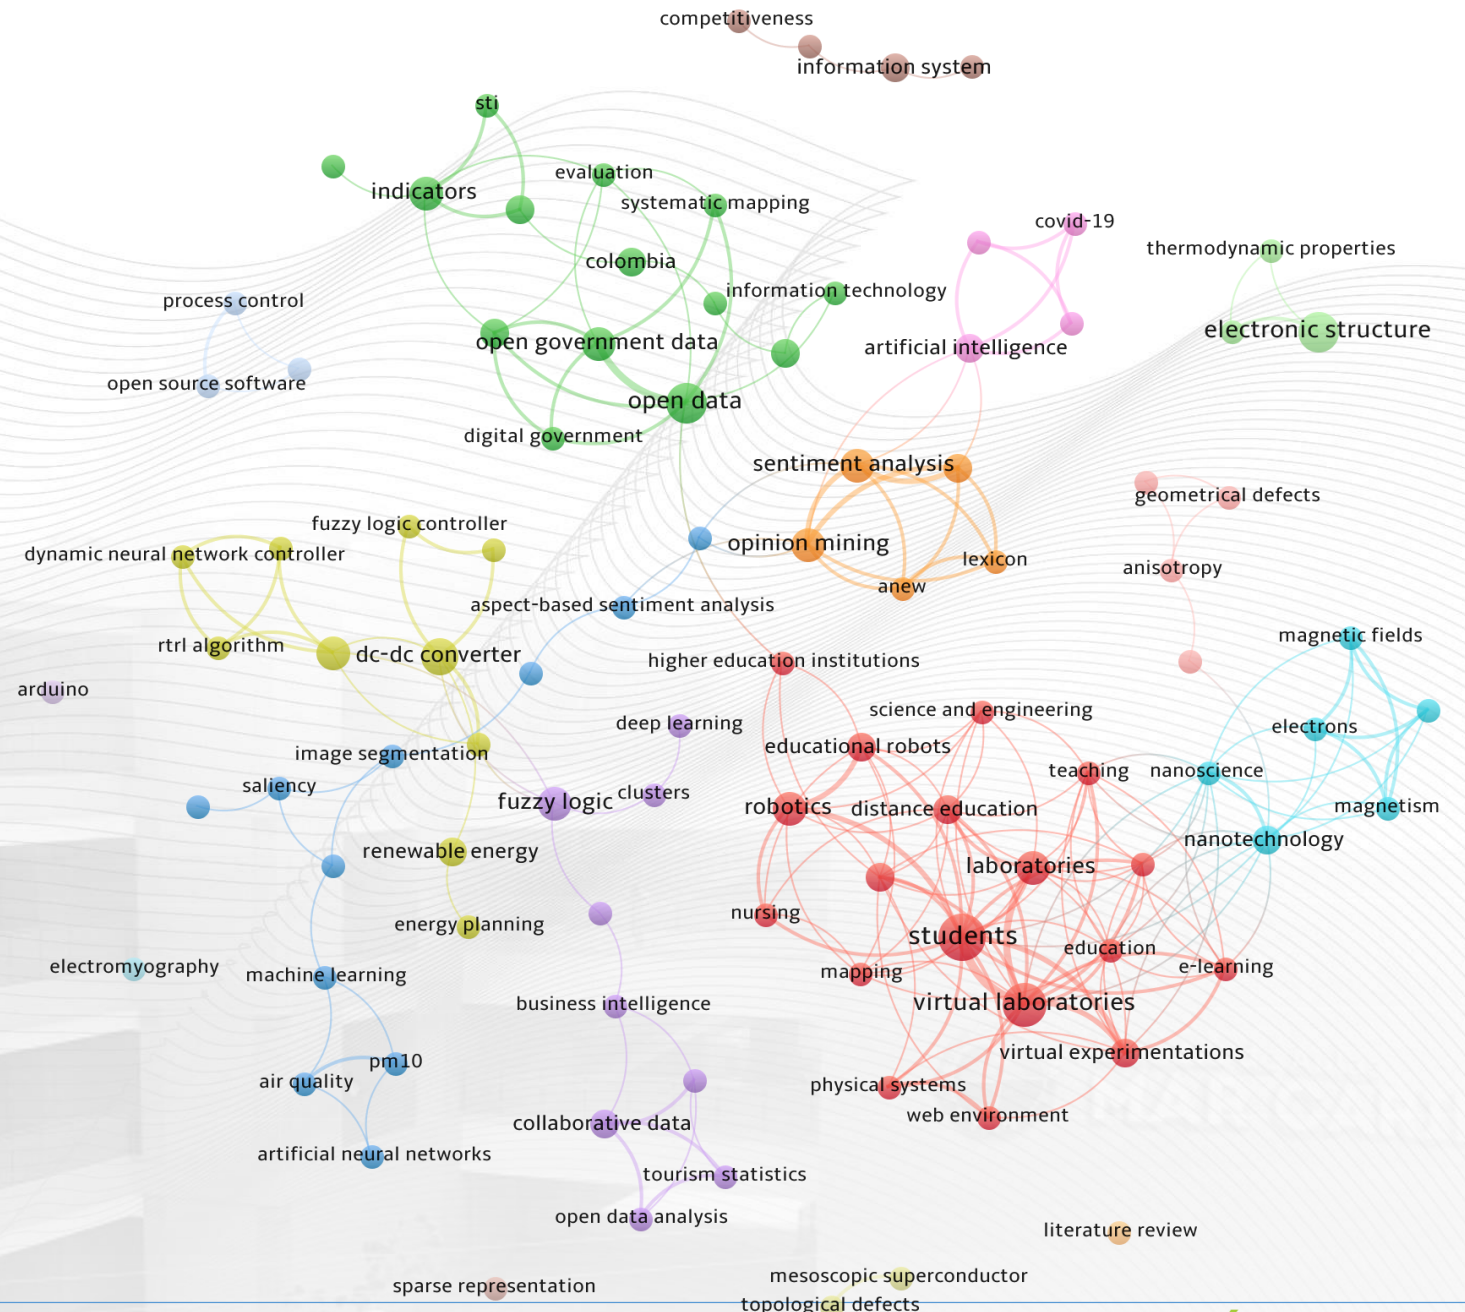 competitiveness
information system
sti
evaluation
indicators
systematic mapping
covid-19
thermodynamic properties
colombia
information technology
process control
electronic structure
open government data
artificial intelligence
open source software
open data
digital government
sentiment analysis
geometrical defects
fuzzy logic controller
opinion mining
dynamic neural network controller
lexicon
anisotropy
anew
aspect-based sentiment analysis
magnetic fields
rtrl algorithm
dc-dc converter
higher education institutions
arduino
science and engineering
deep learning
electrons
educational robots
image segmentation
teaching
nanoscience
saliency
clusters
fuzzy logic
robotics
distance education
magnetism
nanotechnology
renewable energy
laboratories
nursing
energy planning
students
education
electromyography
machine learning
mapping
e-learning
business intelligence
virtual laboratories
virtual experimentations
pm10
air quality
physical systems
web environment
collaborative data
artificial neural networks
tourism statistics
open data analysis
literature review
mesoscopic superconductor
sparse representation
topological defects